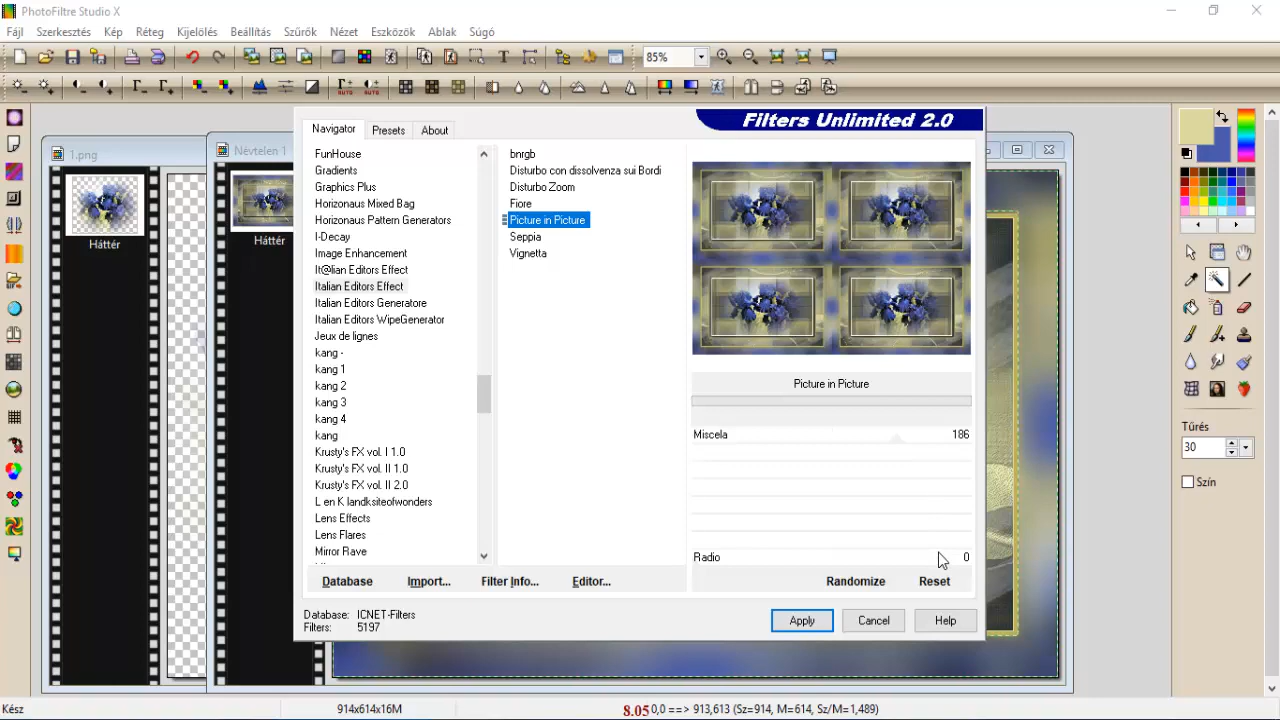 PhotoFiltre Studio X
Fájl Szerkesztés Kép Réteg Kijelölés Beállítás Szűrők Nézet Eszközök Ablak Súgó
85%
Filters Unlimited 2.0
Navigator Presets About
1.png
Névtelen 1
Háttér
Háttér
FunHouse
Gradients
Graphics Plus
Horizonaus Mixed Bag
Horizonaus Pattern Generators
I-Decay
Image Enhancement
It@lian Editors Effect
Italian Editors Effect
Italian Editors Generatore
Italian Editors WipeGenerator
Jeux de lignes
kang -
kang 1
kang 2
kang 3
kang 4
kang
Krusty's FX vol. I 1.0
Krusty's FX vol. II 1.0
Krusty's FX vol. II 2.0
L en K landksiteofwonders
Lens Effects
Lens Flares
Mirror Rave
bnrgb
Disturbo con dissolvenza sui Bordi
Disturbo Zoom
Fiore
Picture in Picture
Seppia
Vignetta
Picture in Picture
Miscela 186
Radio 0
Database Import... Filter Info... Editor...
Randomize Reset
Database: ICNET-Filters
Filters: 5197
Apply Cancel Help
Tűrés
30
Szín
Kész
914x614x16M
8.05 0,0 ==> 913,613 (Sz=914, M=614, Sz/M=1,489)